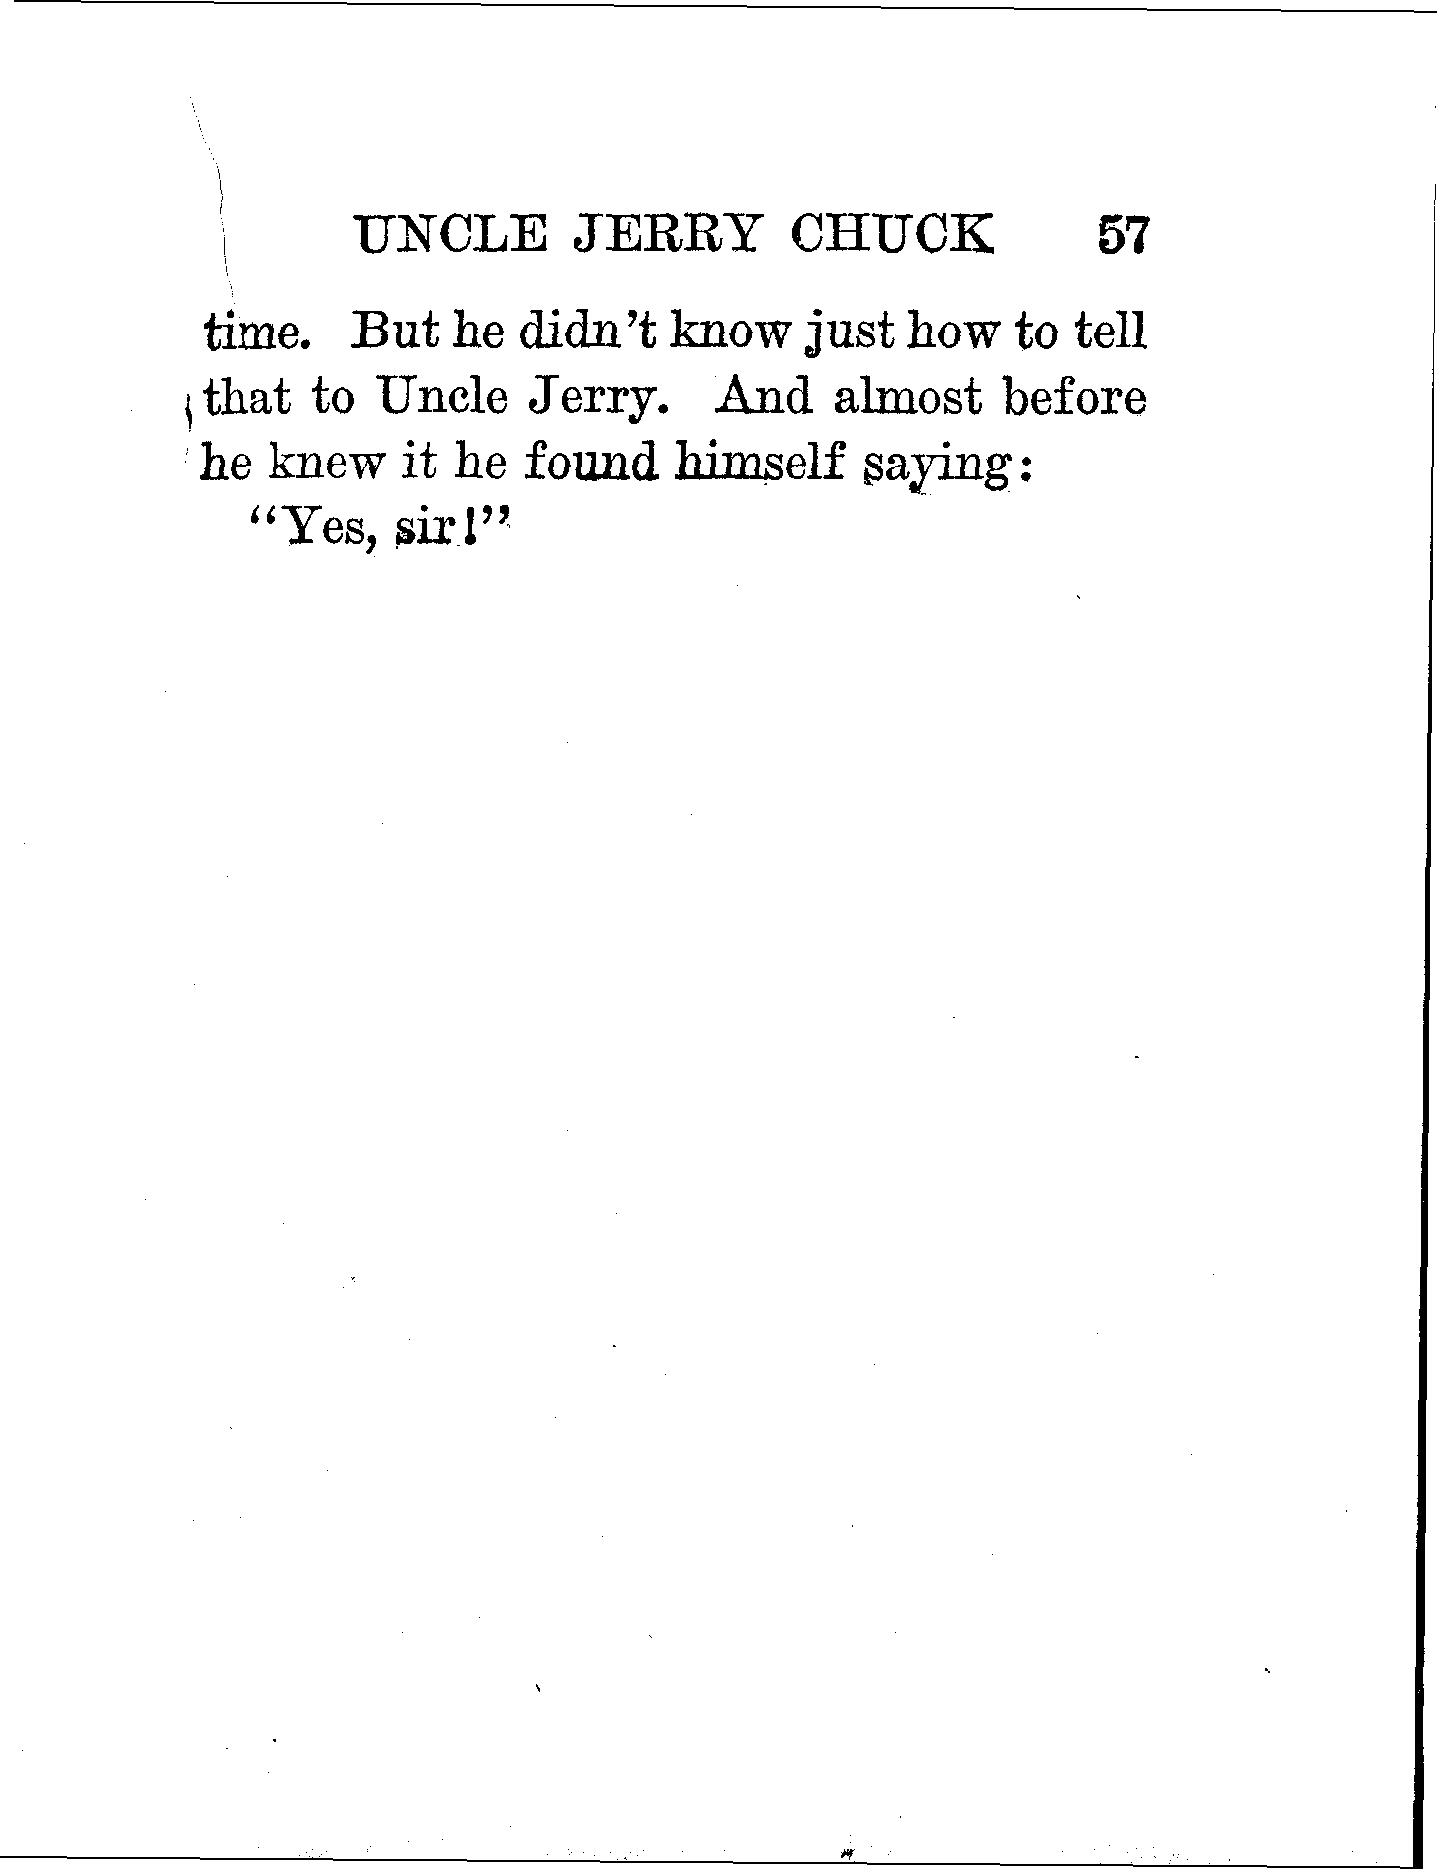 UNCLE JERRY CHUCK 57
time. But he didn't know just how to tell
that to Uncle Jerry. And almost before
he knew it he found himself saying:
"Yes, sir!"